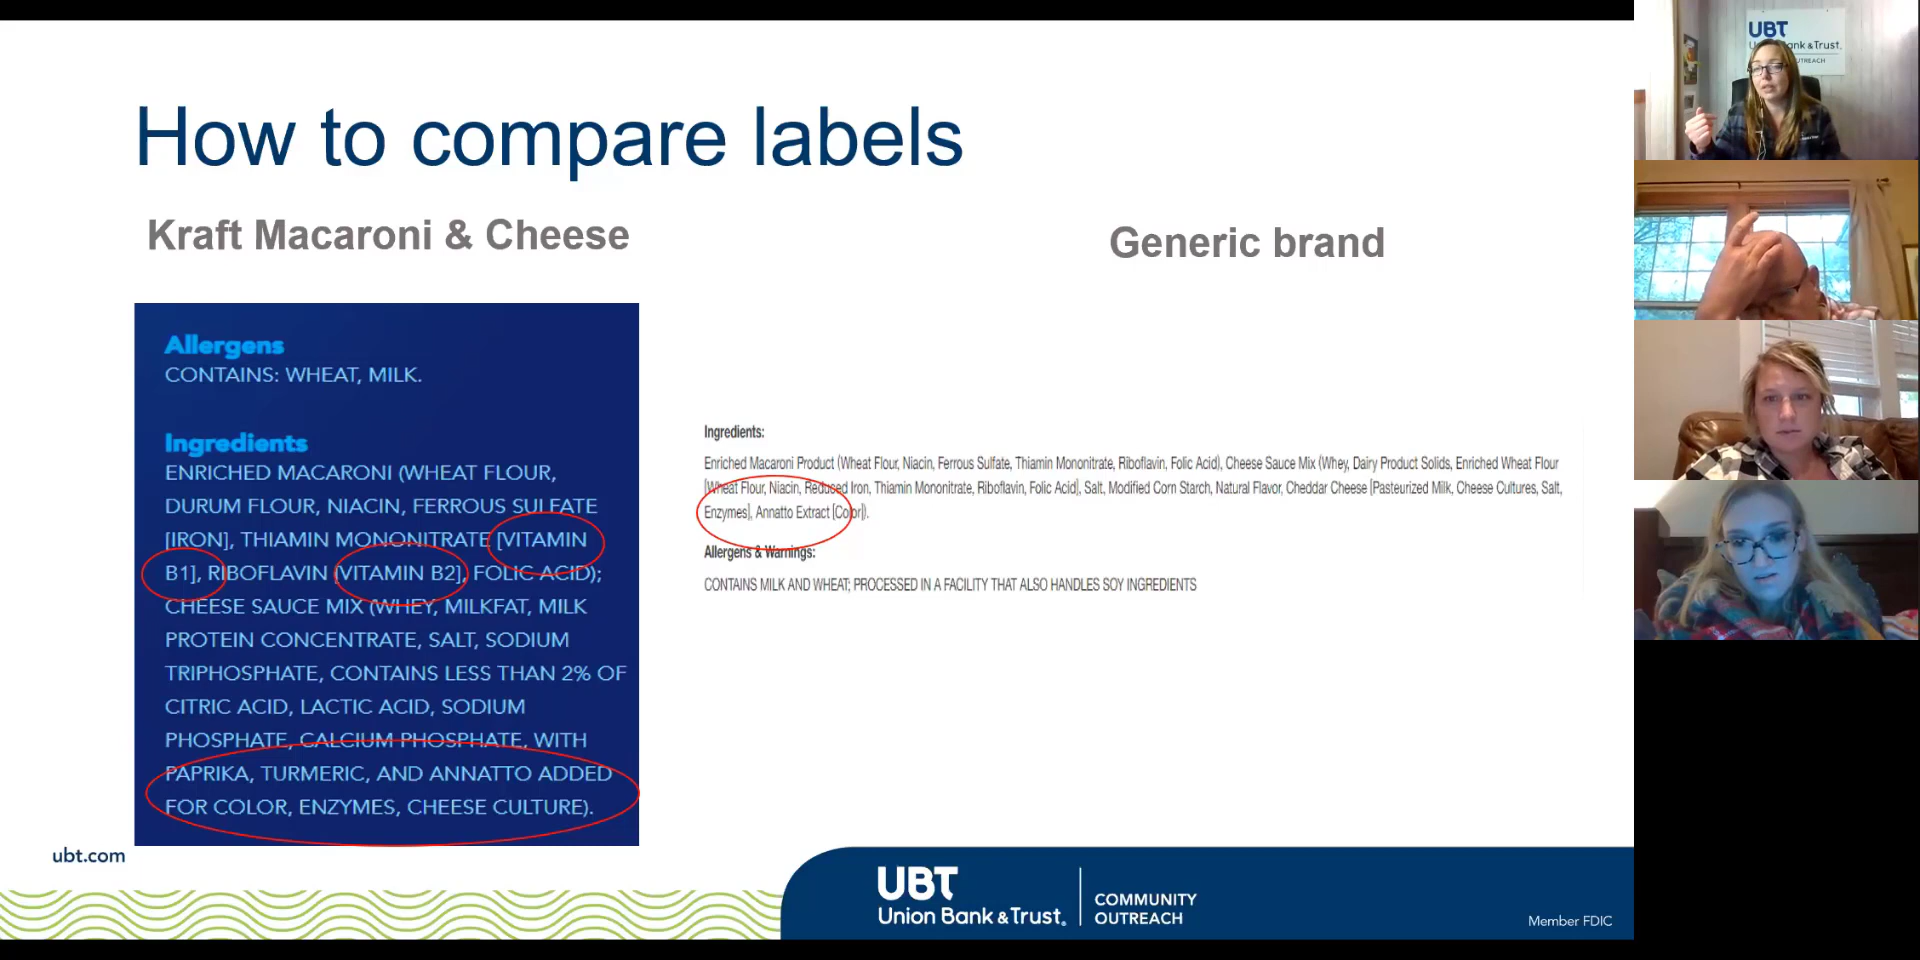 How to compare labels
Kraft Macaroni & Cheese
Generic brand
Allergens
CONTAINS: WHEAT, MILK.
Ingredients
ENRICHED MACARONI (WHEAT FLOUR,
DURUM FLOUR, NIACIN, FERROUS SULFATE
[IRON], THIAMIN MONONITRATE [VITAMIN
B1], RIBOFLAVIN [VITAMIN B2], FOLIC ACID);
CHEESE SAUCE MIX (WHEY, MILKFAT, MILK
PROTEIN CONCENTRATE, SALT, SODIUM
TRIPHOSPHATE, CONTAINS LESS THAN 2% OF
CITRIC ACID, LACTIC ACID, SODIUM
PHOSPHATE, CALCIUM PHOSPHATE, WITH
PAPRIKA, TURMERIC, AND ANNATTO ADDED
FOR COLOR, ENZYMES, CHEESE CULTURE).
Ingredients:
Enriched Macaroni Product (Wheat Flour, Niacin, Ferrous Sulfate, Thiamin Mononitrate, Riboflavin, Folic Acid), Cheese Sauce Mix (Whey, Dairy Product Solids, Enriched Wheat Flour
[Wheat Flour, Niacin, Reduced Iron, Thiamin Mononitrate, Riboflavin, Folic Acid], Salt, Modified Corn Starch, Natural Flavor, Cheddar Cheese [Pasteurized Milk, Cheese Cultures, Salt,
Enzymes], Annatto Extract [Color]).
Allergens & Warnings:
CONTAINS MILK AND WHEAT; PROCESSED IN A FACILITY THAT ALSO HANDLES SOY INGREDIENTS
ubt.com
UBT
Union Bank & Trust.
COMMUNITY
OUTREACH
Member FDIC
UBT
Bank & Trust.
OUTREACH